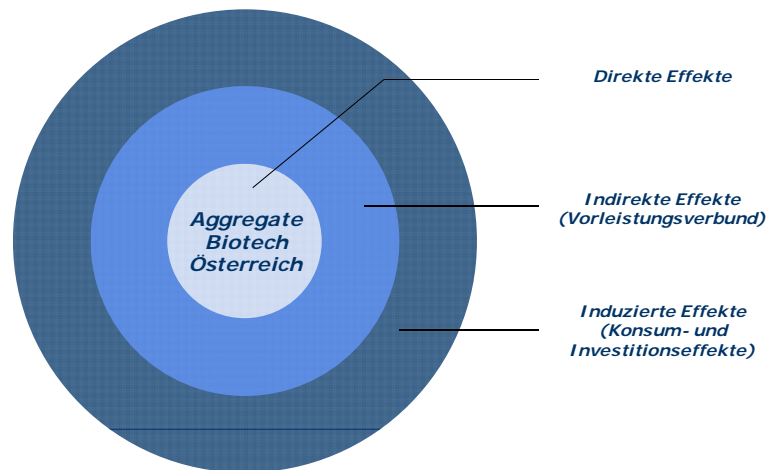 Direkte Effekte
Aggregate
Biotech
Österreich
Indirekte Effekte
(Vorleistungsverbund)
Induzierte Effekte
(Konsum- und
Investitionseffekte)